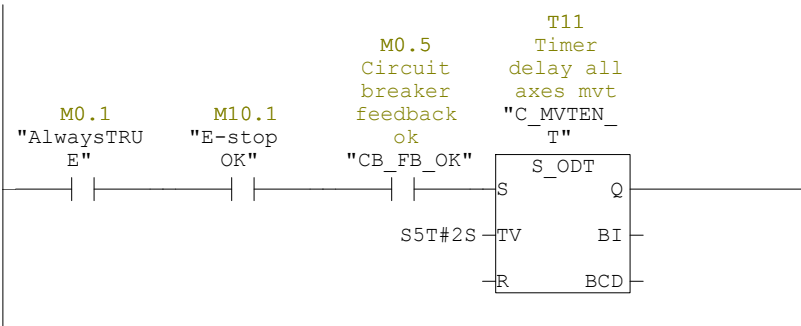 T11
Timer
delay all
axes mvt
"C_MVTEN_
T"
M0.5
Circuit
breaker
feedback
ok
"CB_FB_OK"
M10.1
"E-stop
OK"
M0.1
"AlwaysTRU
E"
S_ODT
S Q
S5T#2S TV BI
R BCD